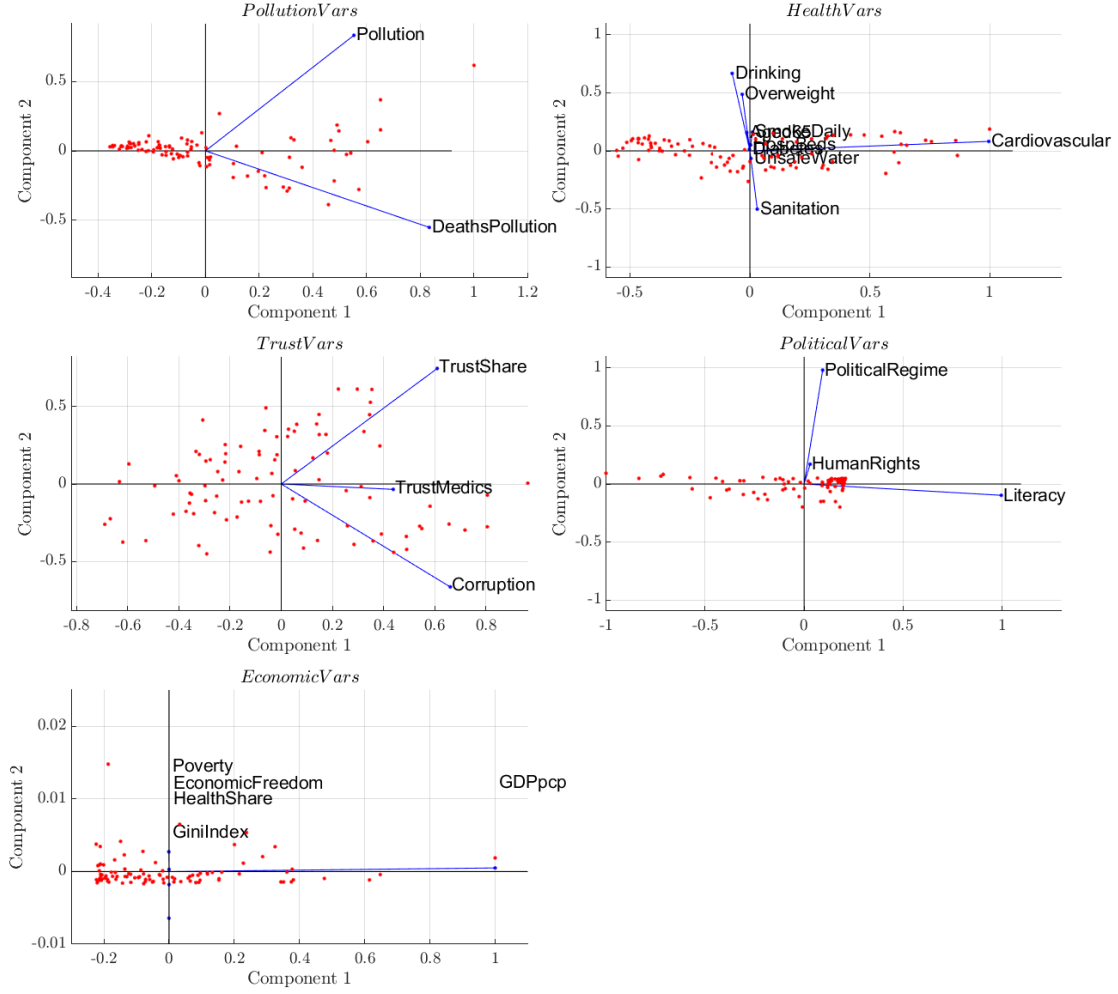 PollutionVars
Component 2
0.5
0
-0.5
Pollution
DeathsPollution
-0.4 -0.2 0 0.2 0.4 0.6 0.8 1 1.2
Component 1
HealthVars
Component 2
1
0.5
0
-0.5
-1
Drinking
Overweight
SmokeDaily
HospBeds
Diabetes
UnsafeWater
Cardiovascular
Sanitation
-0.5 0 0.5 1
Component 1
TrustVars
Component 2
0.5
0
-0.5
TrustShare
TrustMedics
Corruption
-0.8 -0.6 -0.4 -0.2 0 0.2 0.4 0.6 0.8
Component 1
PoliticalVars
1
0.5
0
-0.5
-1
PoliticalRegime
HumanRights
Literacy
-1 -0.5 0 0.5 1
Component 1
Component 2
EconomicVars
Component 2
0.02
0.01
0
-0.01
Poverty
EconomicFreedom
HealthShare
GiniIndex
GDPpcp
-0.2 0 0.2 0.4 0.6 0.8 1
Component 1